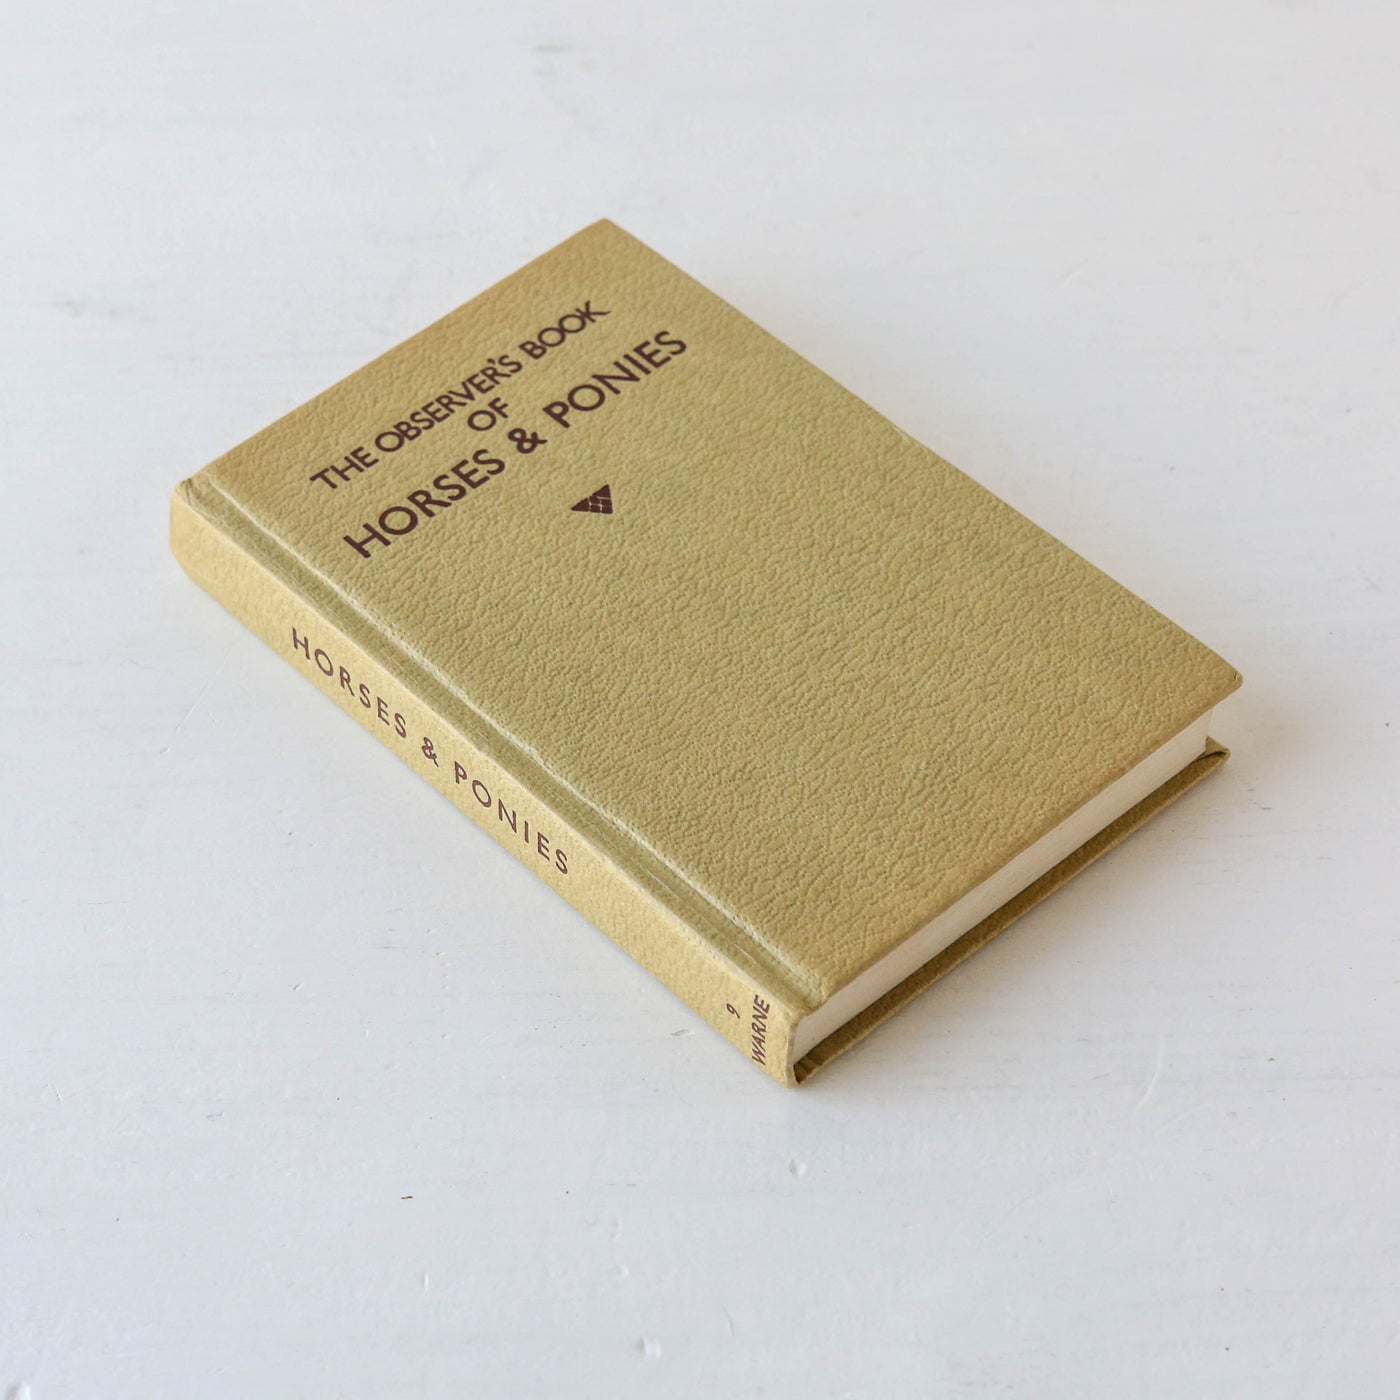 THE OBSERVER'S BOOK
OF
HORSES & PONIES
HORSES & PONIES
9
WARNE